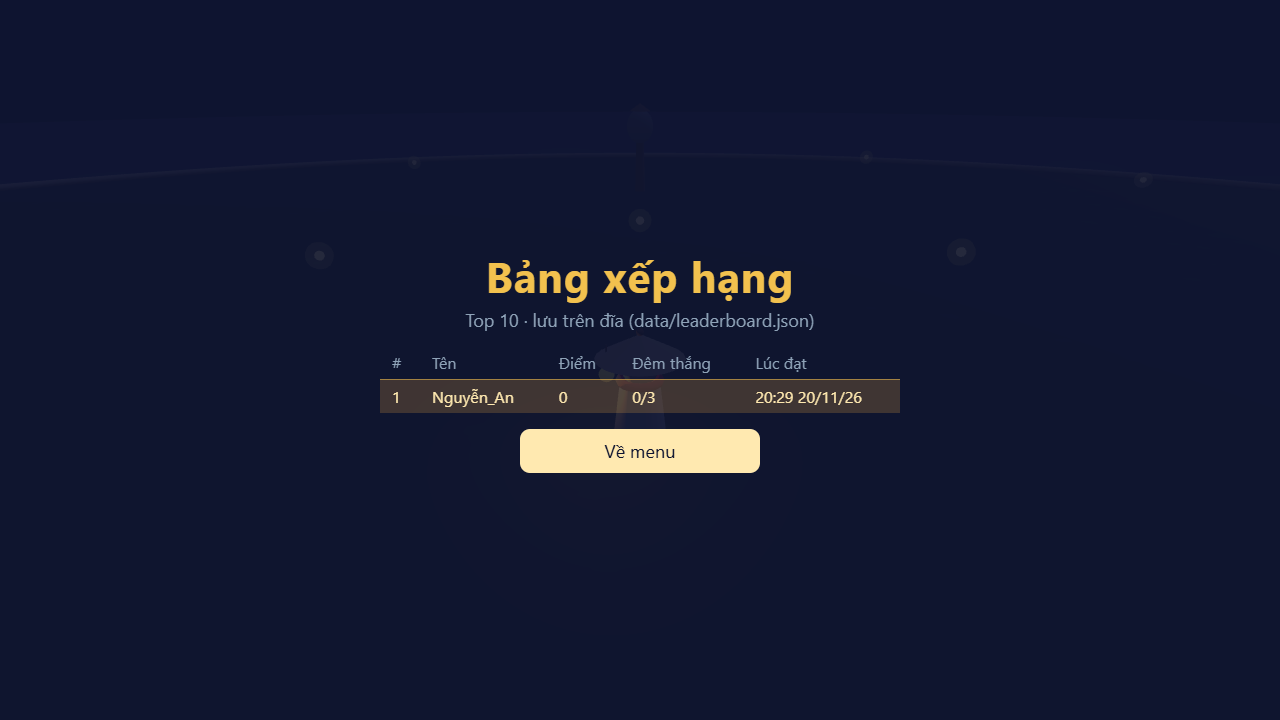 Bảng xếp hạng
Top 10 · lưu trên đĩa (data/leaderboard.json)
# Tên Điểm Đêm thắng Lúc đạt
1 Nguyễn_An 0 0/3 20:29 20/11/26
Về menu